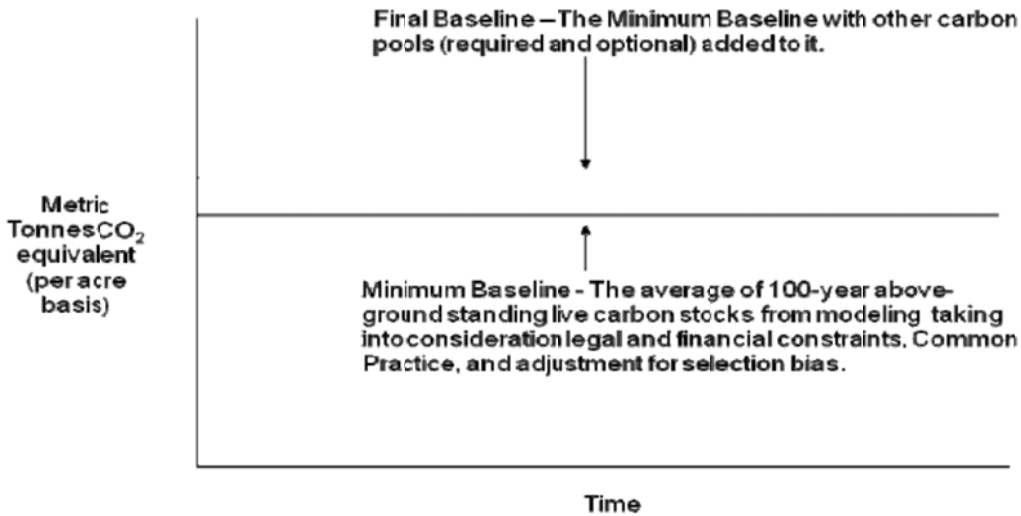 Final Baseline –The Minimum Baseline with other carbon
pools (required and optional) added to it.
Metric
Tonnes CO₂
equivalent
(per acre
basis)
Minimum Baseline - The average of 100-year above-
ground standing live carbon stocks from modeling taking
into consideration legal and financial constraints, Common
Practice, and adjustment for selection bias.
Time